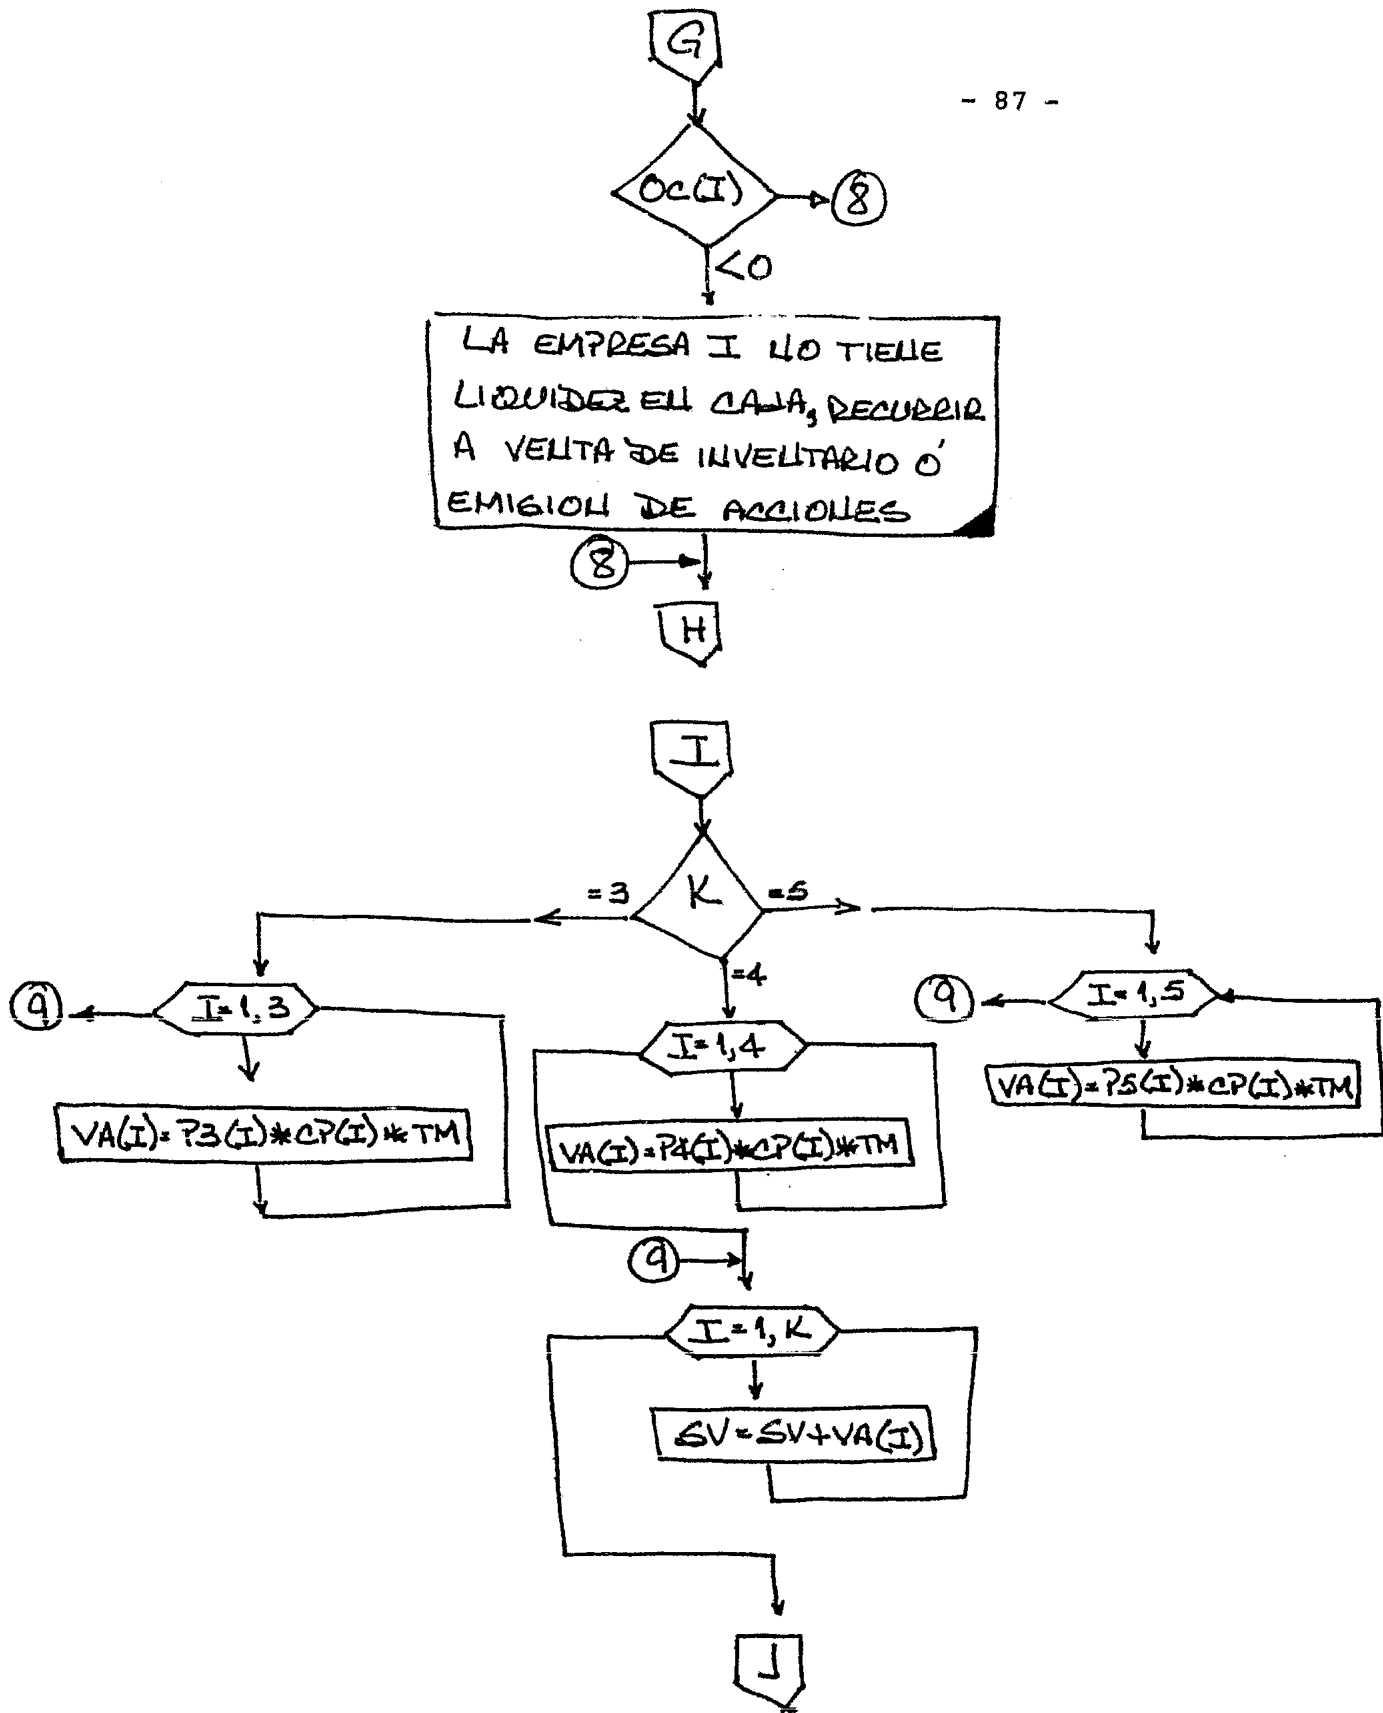 G
- 87 -
OC(I)
8
<0
LA EMPRESA I NO TIENE
LIQUIDEZ EN CAJA, RECURRIR
A VENTA DE INVENTARIO Ó
EMISION DE ACCIONES
8
H
I
K
=3
=5
=4
9
I=1,3
I=1,4
9
I=1,5
VA(I)=P3(I)*CP(I)*TM
VA(I)=P4(I)*CP(I)*TM
VA(I)=P5(I)*CP(I)*TM
9
I=1,K
SV=SV+VA(I)
J